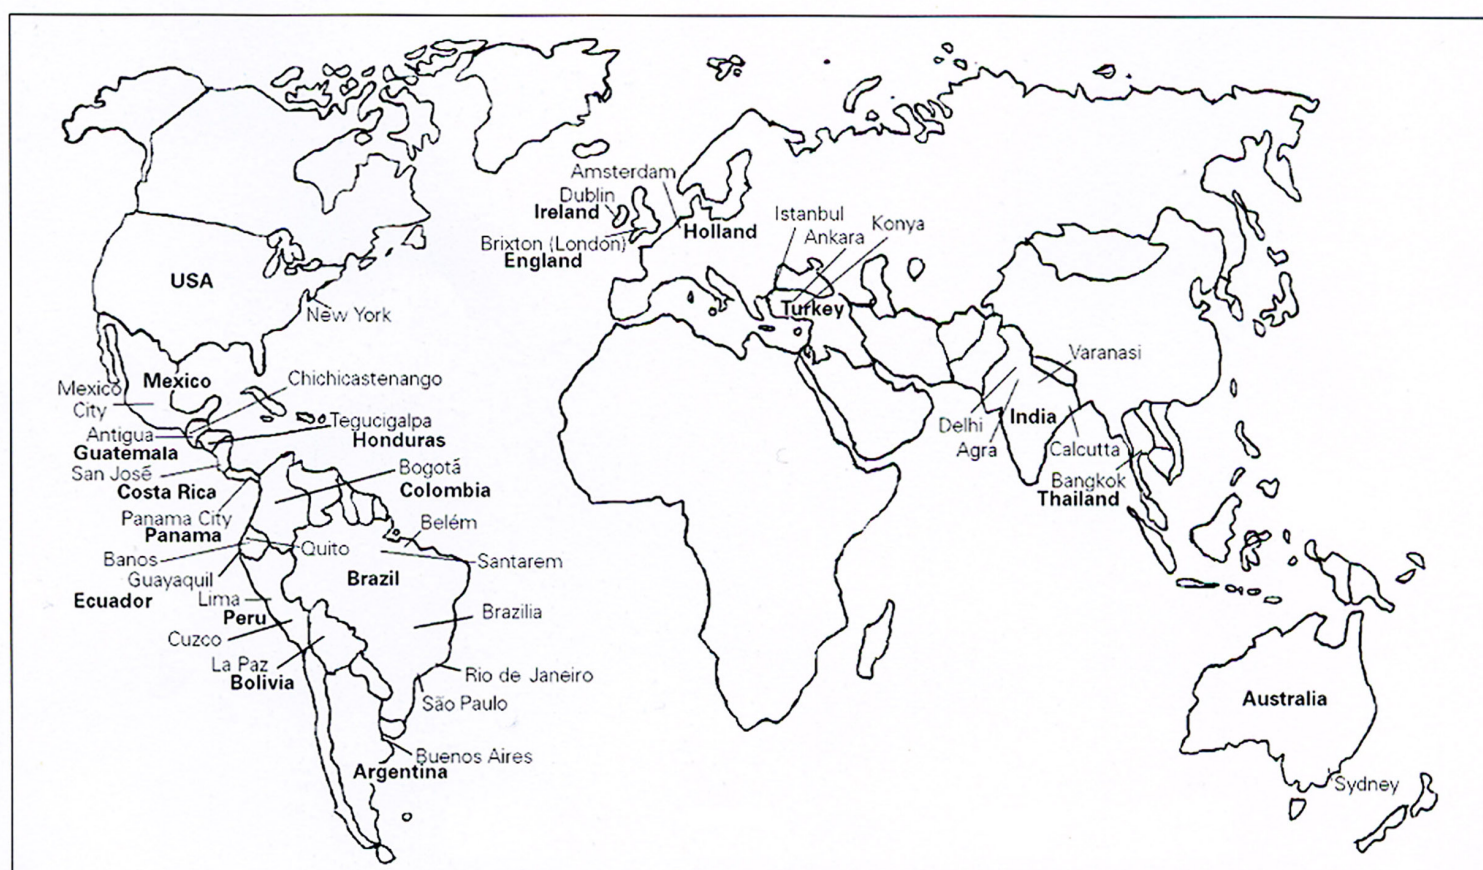 Amsterdam
Dublin
Ireland
Holland
Brixton (London)
England
Istanbul
Ankara
Konya
Turkey
USA
New York
Mexico
Mexico
City
Chichicastenango
Antigua
Guatemala
Tegucigalpa
Honduras
San José
Costa Rica
Bogotá
Colombia
Panama City
Panama
Belém
Banos
Quito
Santarem
Guayaquil
Ecuador
Brazil
Lima
Peru
Brazilia
Cuzco
La Paz
Bolivia
Rio de Janeiro
São Paulo
Buenos Aires
Argentina
Varanasi
Delhi
India
Agra
Calcutta
Bangkok
Thailand
Australia
Sydney